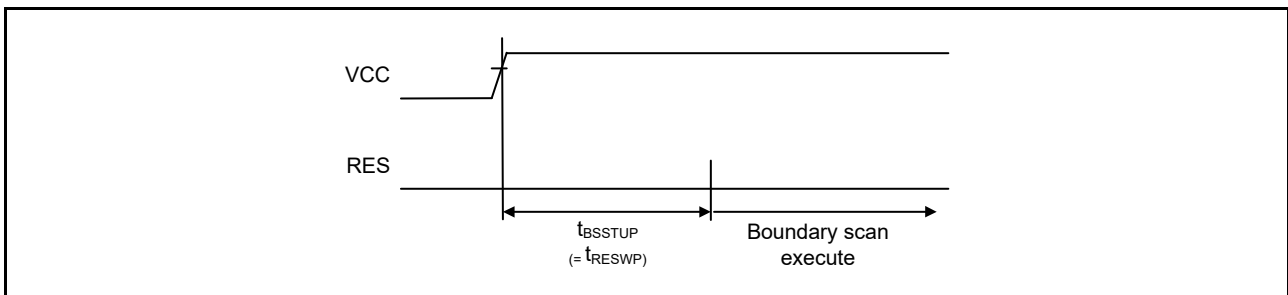 VCC
RES
tBSSTUP
(= tRESWP)
Boundary scan
execute